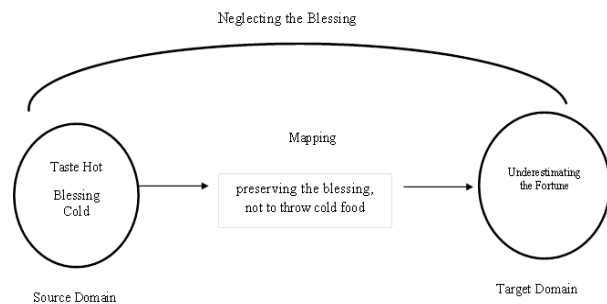 Neglecting the Blessing
Mapping
Taste Hot
Blessing
Cold
preserving the blessing,
not to throw cold food
Underestimating
the Fortune
Source Domain
Target Domain